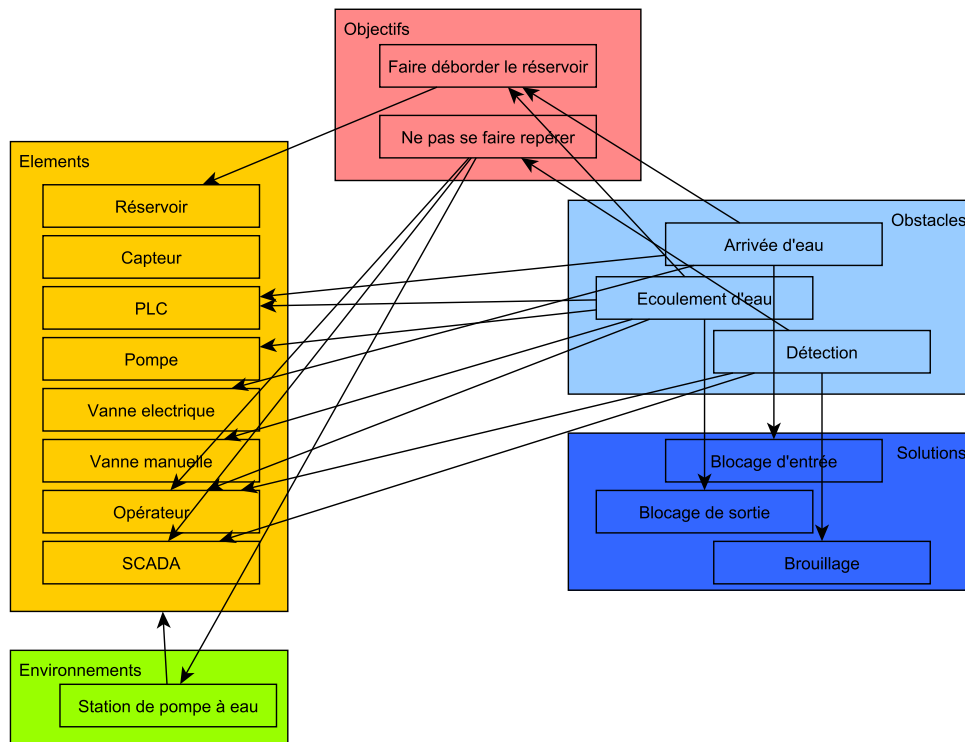 Objectifs
Faire déborder le réservoir
Ne pas se faire repérer
Elements
Réservoir
Capteur
PLC
Pompe
Vanne electrique
Vanne manuelle
Opérateur
SCADA
Obstacles
Arrivée d'eau
Ecoulement d'eau
Détection
Solutions
Blocage d'entrée
Blocage de sortie
Brouillage
Environnements
Station de pompe à eau